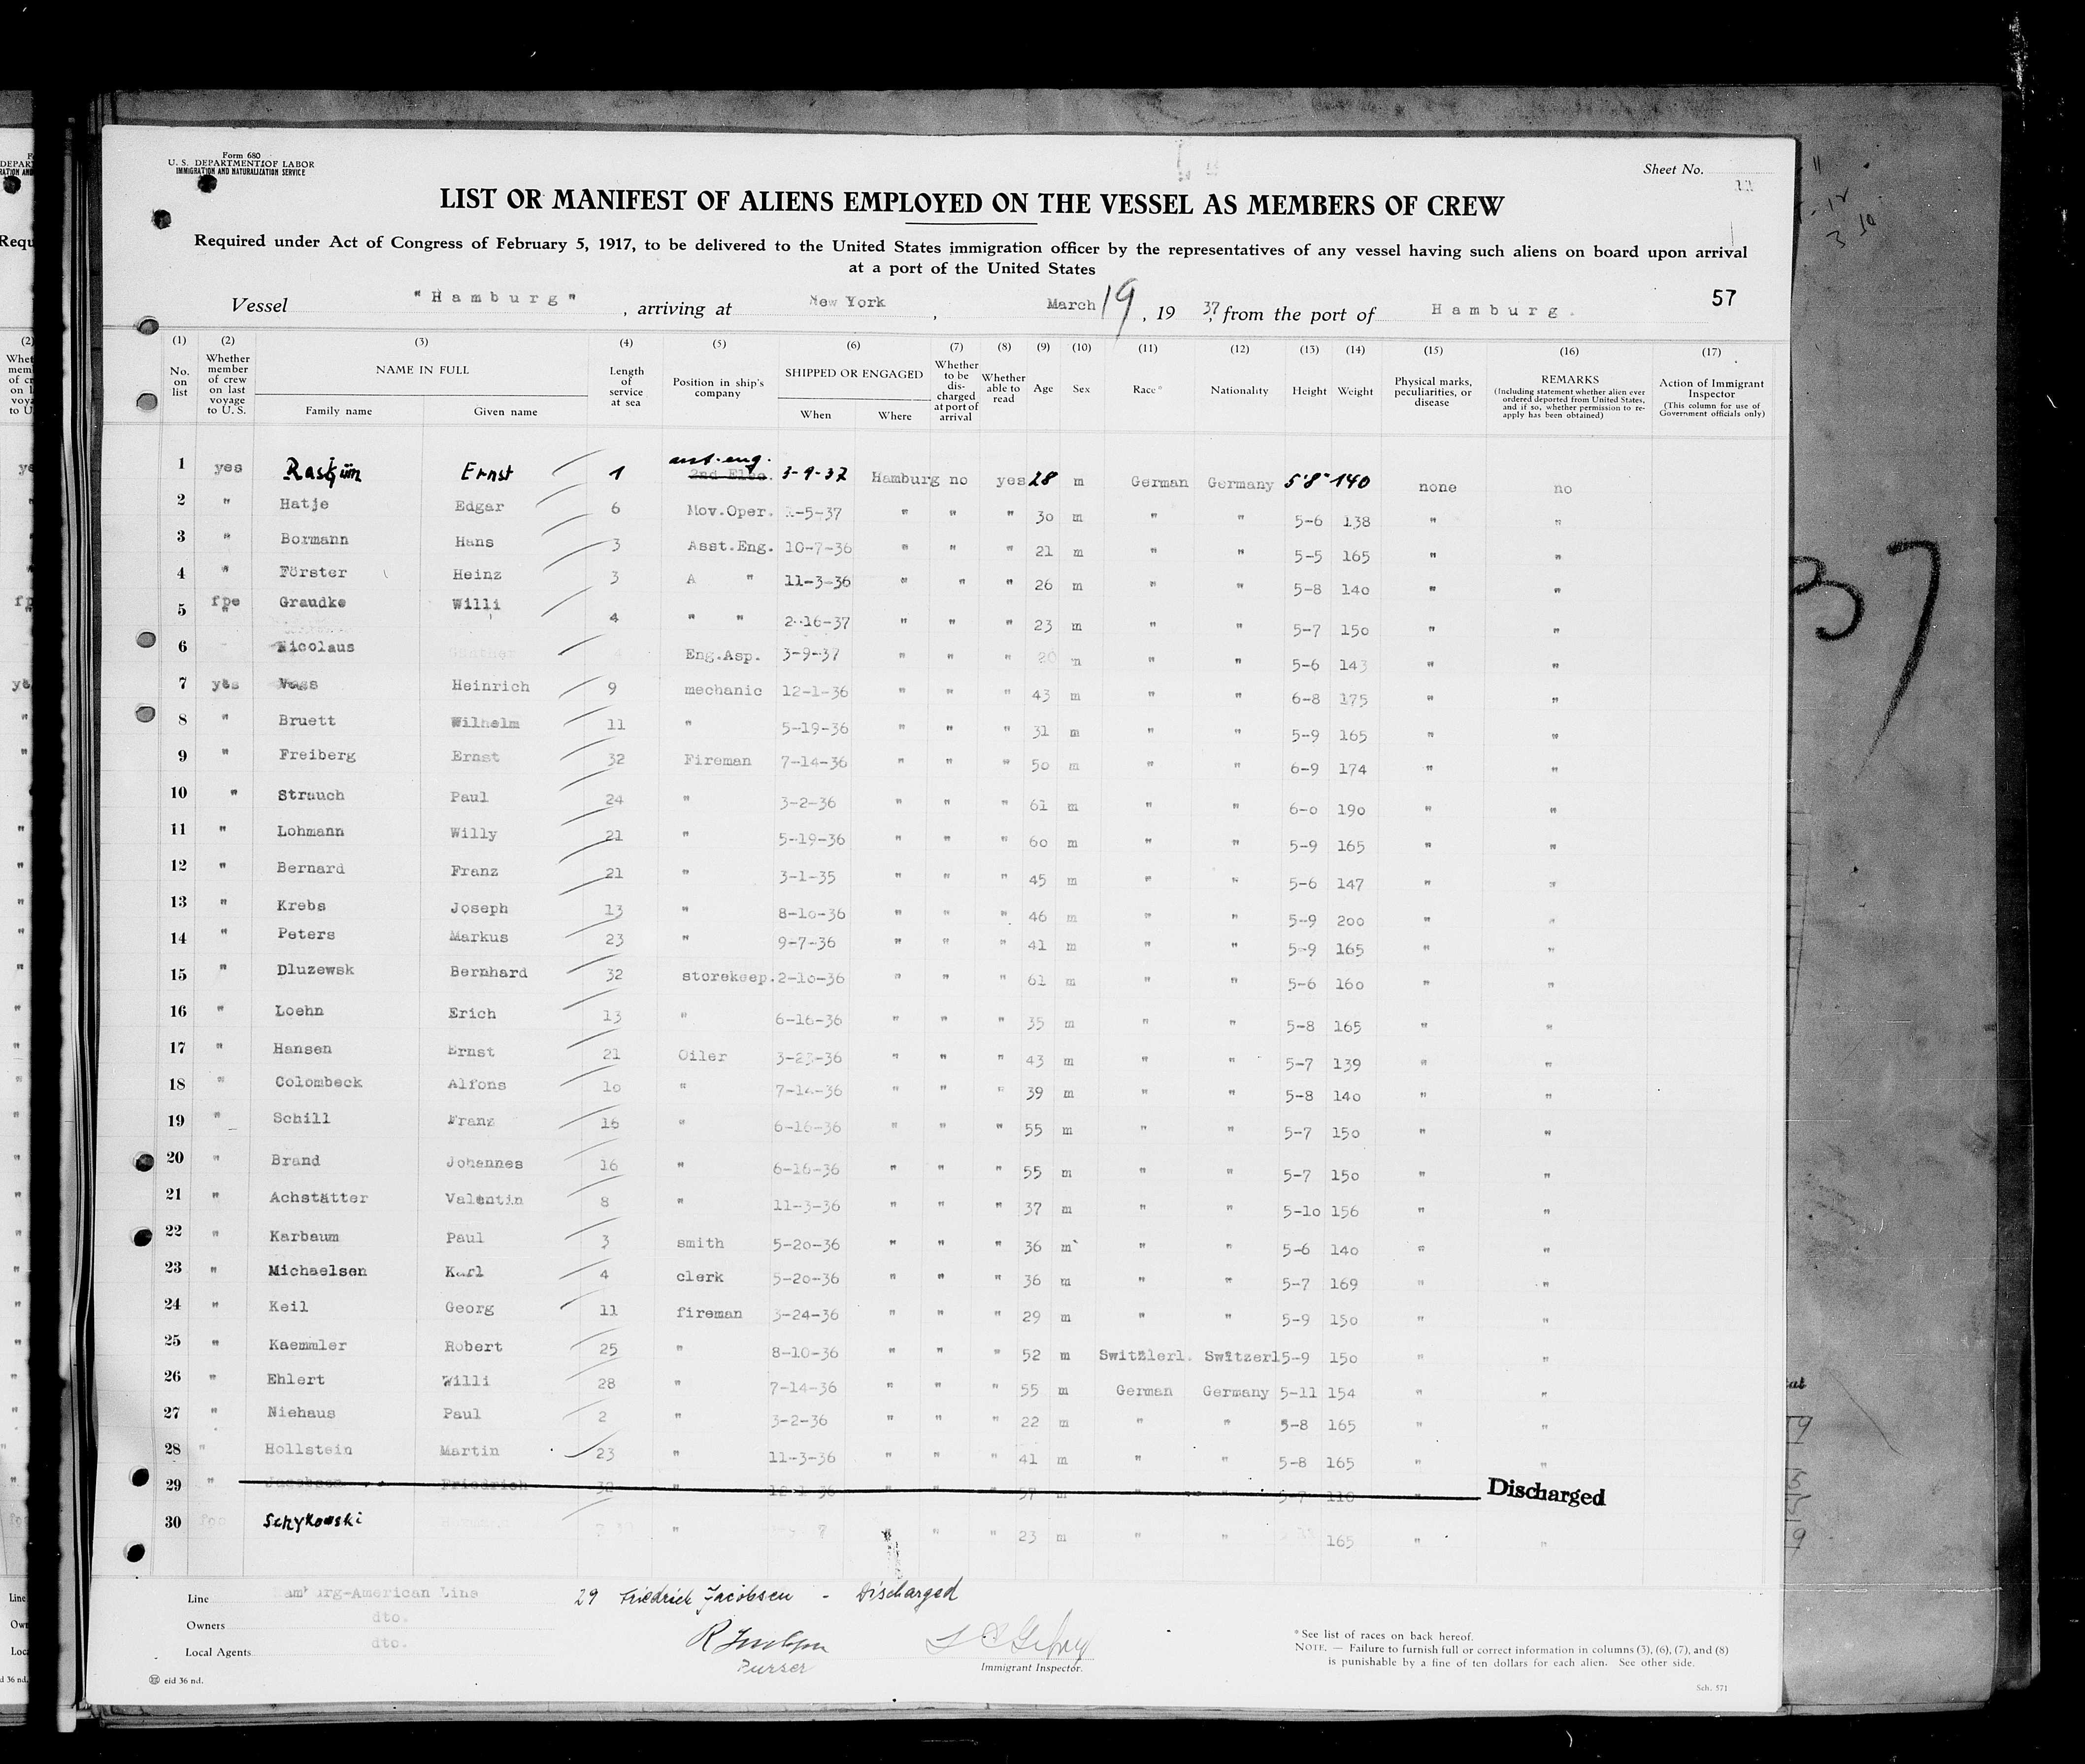 Form 680
U. S. DEPARTMENT OF LABOR
IMMIGRATION AND NATURALIZATION SERVICE
Sheet No.
LIST OR MANIFEST OF ALIENS EMPLOYED ON THE VESSEL AS MEMBERS OF CREW
Required under Act of Congress of February 5, 1917, to be delivered to the United States immigration officer by the representatives of any vessel having such aliens on board upon arrival
at a port of the United States
Vessel "Hamburg", arriving at New York, March 19, 1937, from the port of Hamburg. 57
(1) (2) (3) (4) (5) (6) (7) (8) (9) (10) (11) (12) (13) (14) (15) (16) (17)
No. on list
Whether member of crew on last voyage to U. S.
NAME IN FULL
Family name Given name
Length of service at sea
Position in ship's company
SHIPPED OR ENGAGED
When Where
Whether to be discharged at port of arrival
Whether able to read
Age Sex Race* Nationality Height Weight
Physical marks, peculiarities, or disease
REMARKS
(Including statement whether alien ever ordered deported from United States, and if so, whether permission to reapply has been obtained)
Action of Immigrant Inspector
(This column for use of Government officials only)
asst. eng.
1 yes Ernst 1 2nd Elec. 3-9-37 Hamburg no yes 28 m German Germany 5'8" 140 none no
2 " Hatje Edgar 6 Mov.Oper. -5-37 " " " 30 m " " 5-6 138 " "
3 " Bormann Hans 3 Asst.Eng. 10-7-36 " " " 21 m " " 5-5 165 " "
4 " Förster Heinz 3 A " 11-3-36 " " " 26 m " " 5-8 140 " "
5 fpe " Graudke Willi 4 " " 2-16-37 " " " 23 m " " 5-7 150 " "
6 Nicolaus Eng.Asp. 3-9-37 " " " 20 m " " 5-6 143 " "
7 yes Heinrich 9 mechanic 12-1-36 " " " 43 m " " 6-8 175 " "
8 " Bruett Wilhelm 11 " 5-19-36 " " " 31 m " " 5-9 165 " "
9 " Freiberg Ernst 32 Fireman 7-14-36 " " " 50 m " " 6-9 174 " "
10 " Strauch Paul 24 " 3-2-36 " " " 61 m " " 6-0 190 " "
11 " Lohmann Willy 21 " 5-19-36 " " " 60 m " " 5-9 165 " "
12 " Bernard Franz 21 " 3-1-35 " " " 45 m " " 5-6 147 " "
13 " Krebs Joseph 13 " 8-10-36 " " " 46 m " " 5-9 200 " "
14 " Peters Markus 23 " 9-7-36 " " " 41 m " " 5-9 165 " "
15 " Dluzewsk Bernhard 32 storekeep. 2-10-36 " " " 61 m " " 5-6 160 " "
16 " Loehn Erich 13 " 6-16-36 " " " 35 m " " 5-8 165 " "
17 " Hansen Ernst 21 Oiler 3-23-36 " " " 43 m " " 5-7 139 " "
18 " Colombeck Alfons 10 " 7-14-36 " " " 39 m " " 5-8 140 " "
19 " Schill Franz 16 " 6-16-36 " " " 55 m " " 5-7 150 " "
20 " Brand Johannes 16 " 6-16-36 " " " 55 m " " 5-7 150 " "
21 " Achstätter Valentin 8 " 11-3-36 " " " 37 m " " 5-10 156 " "
22 " Karbaum Paul 3 smith 5-20-36 " " " 36 m " " 5-6 140 " "
23 " Michaelsen Karl 4 clerk 5-20-36 " " " 36 m " " 5-7 169 " "
24 " Keil Georg 11 fireman 3-24-36 " " " 29 m " " 5-9 150 " "
25 " Kaemmler Robert 25 " 8-10-36 " " " 52 m Switzlerl. Switzerl 5-9 150 " "
26 " Ehlert Willi 28 " 7-14-36 " " " 55 m German Germany 5-11 154 " "
27 " Niehaus Paul 2 " 3-2-36 " " " 22 m " " 5-8 165 " "
28 " Hollstein Martin 23 " 11-3-36 " " " 41 m " " 5-8 165 " "
29 " Jacobsen Friedrich 32 " 12-1-36 57 m 5-7 110 " Discharged
30 Schykowski " " " " 23 m " " 165 " "
Line Hamburg-American Line
29 Friedrich Jacobsen - Discharged
Owners dto.
Local Agents dto.
Purser
Immigrant Inspector.
* See list of races on back hereof.
NOTE. — Failure to furnish full or correct information in columns (3), (6), (7), and (8)
is punishable by a fine of ten dollars for each alien. See other side.
eid 36 nd.
Sch. 571
37